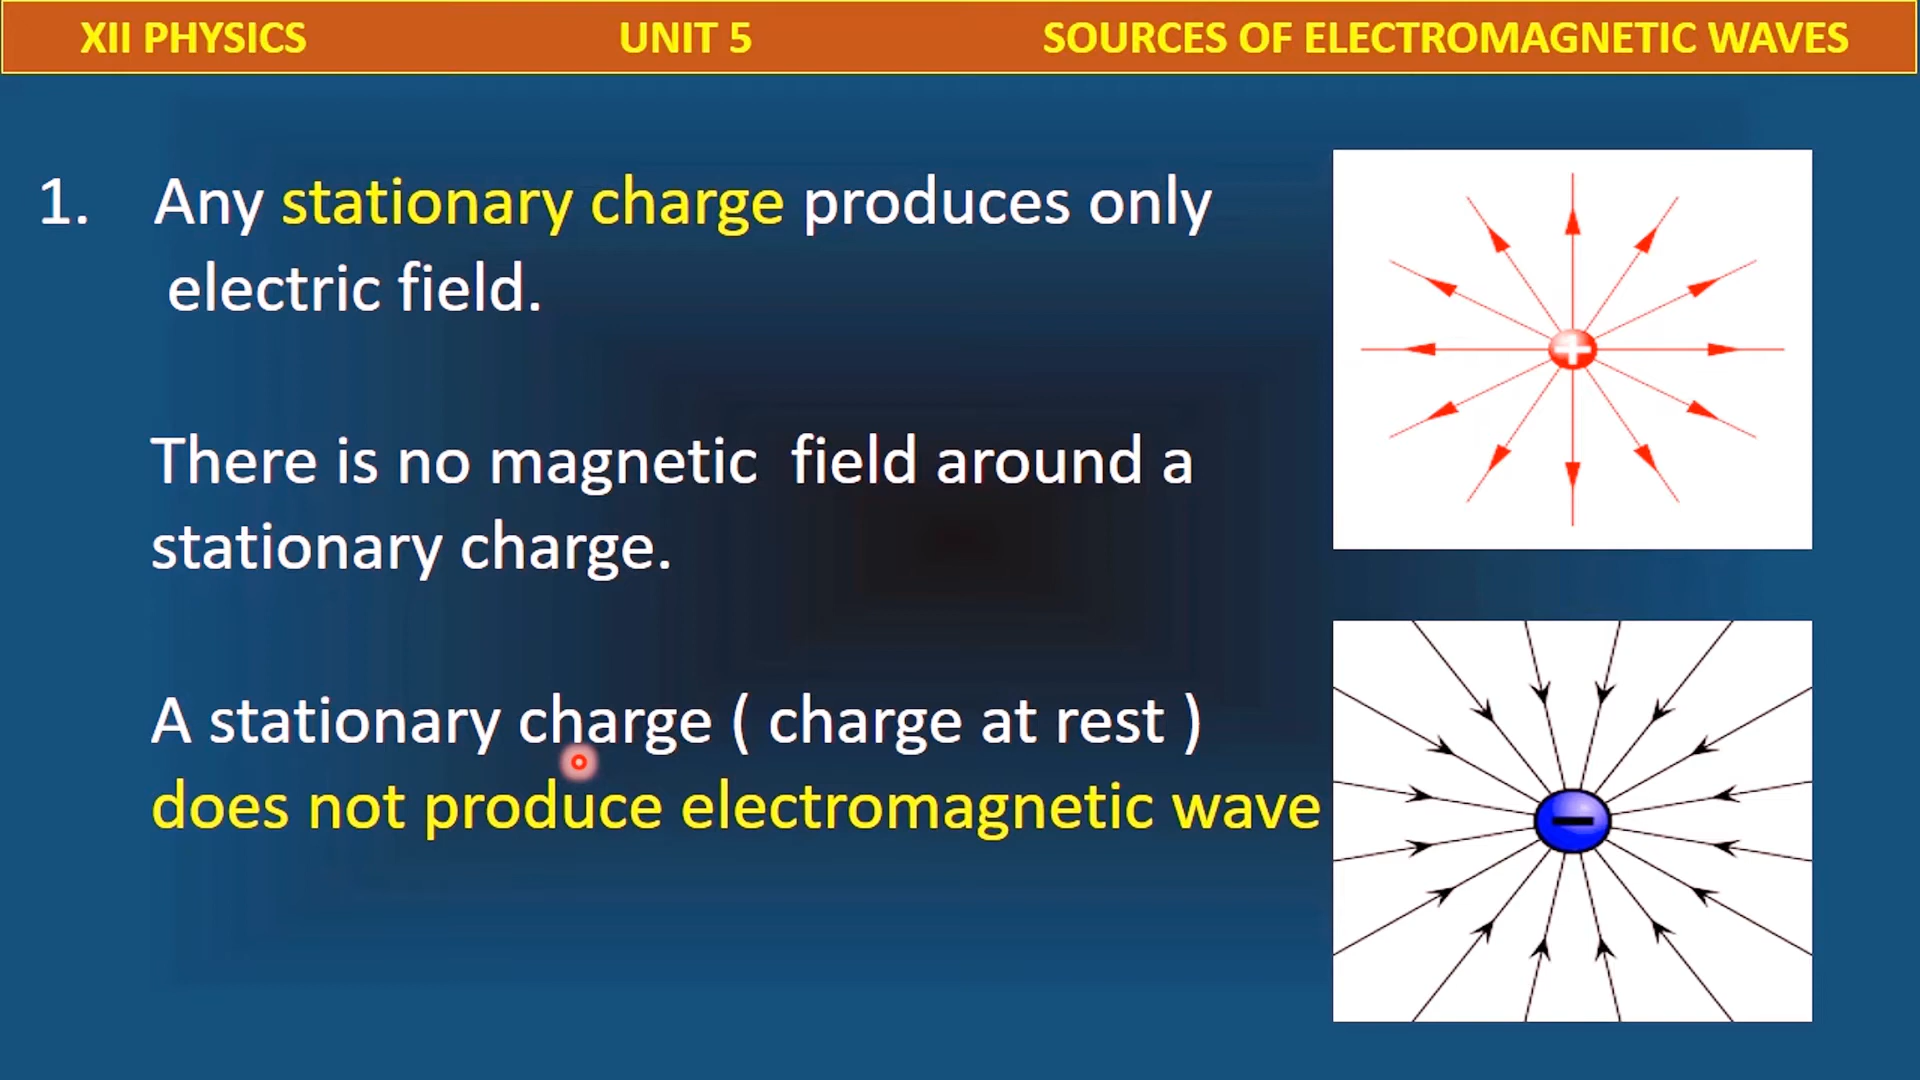 XII PHYSICS UNIT 5 SOURCES OF ELECTROMAGNETIC WAVES
1. Any stationary charge produces only
electric field.
There is no magnetic field around a
stationary charge.
A stationary charge ( charge at rest )
does not produce electromagnetic wave
+
−